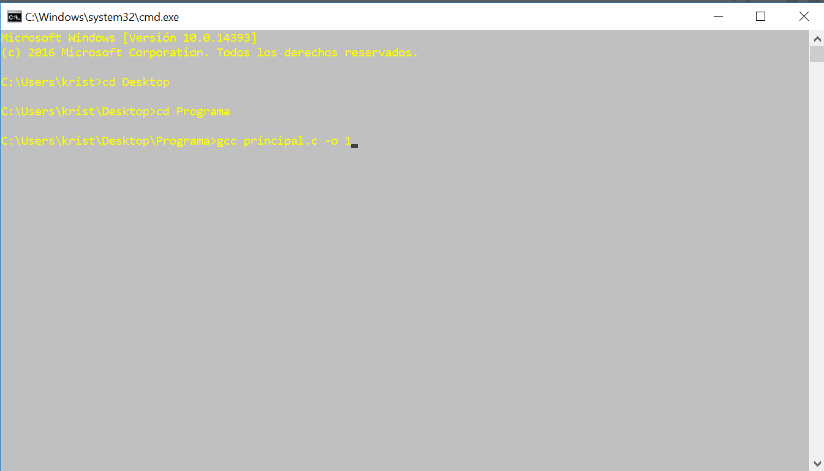 C:\Windows\system32\cmd.exe
Microsoft Windows [Versión 10.0.14393]
(c) 2016 Microsoft Corporation. Todos los derechos reservados.
C:\Users\krist>cd Desktop
C:\Users\krist\Desktop>cd Programa
C:\Users\krist\Desktop\Programa>gcc principal.c -o 1